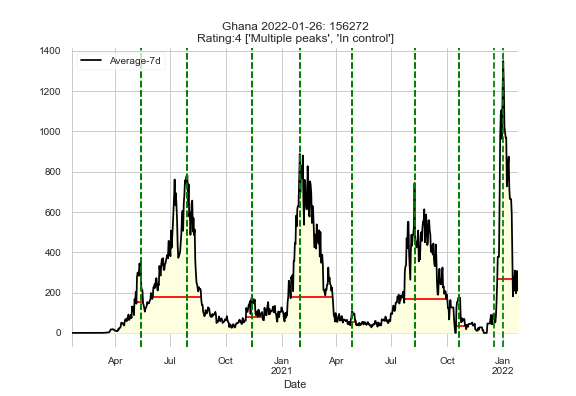 Ghana 2022-01-26: 156272
Rating:4 ['Multiple peaks', 'In control']
1400
Average-7d
1200
1000
800
600
400
200
0
Apr Jul Oct Jan Apr Jul Oct Jan
2021 2022
Date